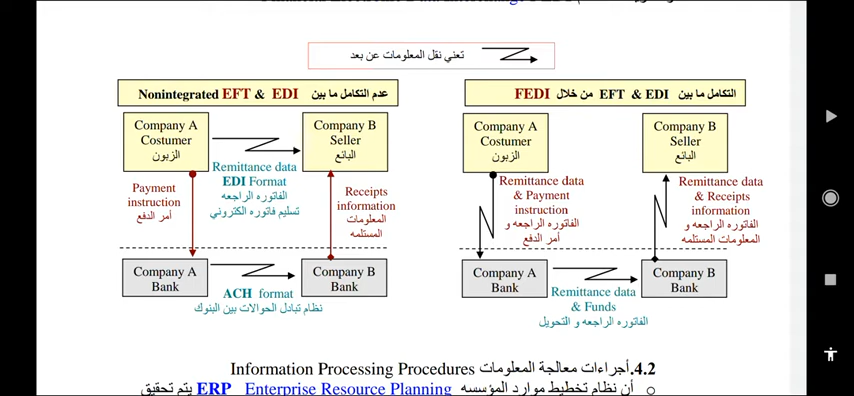 تعني نقل المعلومات عن بعد
عدم التكامل ما بين Nonintegrated EFT & EDI
Company A
Costumer
الزبون
Company B
Seller
البائع
Remittance data
EDI Format
الفاتوره الراجعه
تسليم فاتوره الكتروني
Payment
instruction
أمر الدفع
Receipts
information
المعلومات
المستلمه
Company A
Bank
Company B
Bank
ACH format
نظام تبادل الحوالات بين البنوك
التكامل ما بين EFT & EDI من خلال FEDI
Company A
Costumer
الزبون
Company B
Seller
البائع
Remittance data
& Payment
instruction
الفاتوره الراجعه و
أمر الدفع
Remittance data
& Receipts
information
الفاتوره الراجعه و
المعلومات المستلمه
Company A
Bank
Company B
Bank
Remittance data
& Funds
الفاتوره الراجعه و التحويل
4.2.أجراءات معالجة المعلومات Information Processing Procedures
o أن نظام تخطيط موارد المؤسسه ERP Enterprise Resource Planning يتم تحقيق